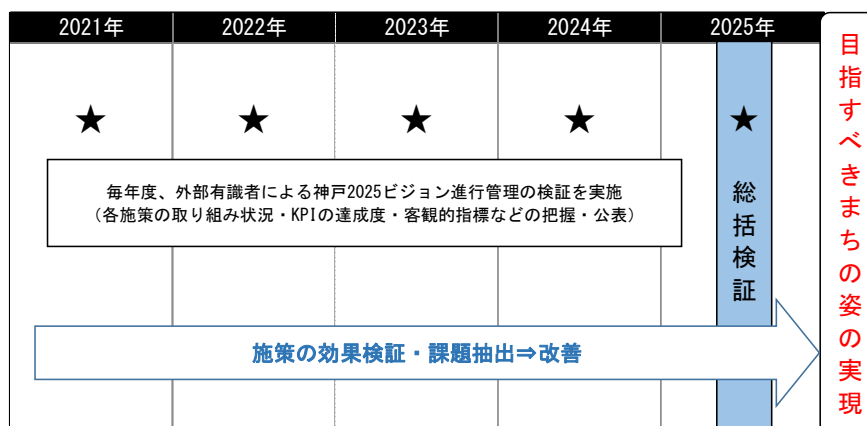 2021年 2022年 2023年 2024年 2025年
★ ★ ★ ★ ★
毎年度、外部有識者による神戸2025ビジョン進行管理の検証を実施
(各施策の取り組み状況・KPIの達成度・客観的指標などの把握・公表)
総括検証
施策の効果検証・課題抽出⇒改善
目指すべきまちの姿の実現